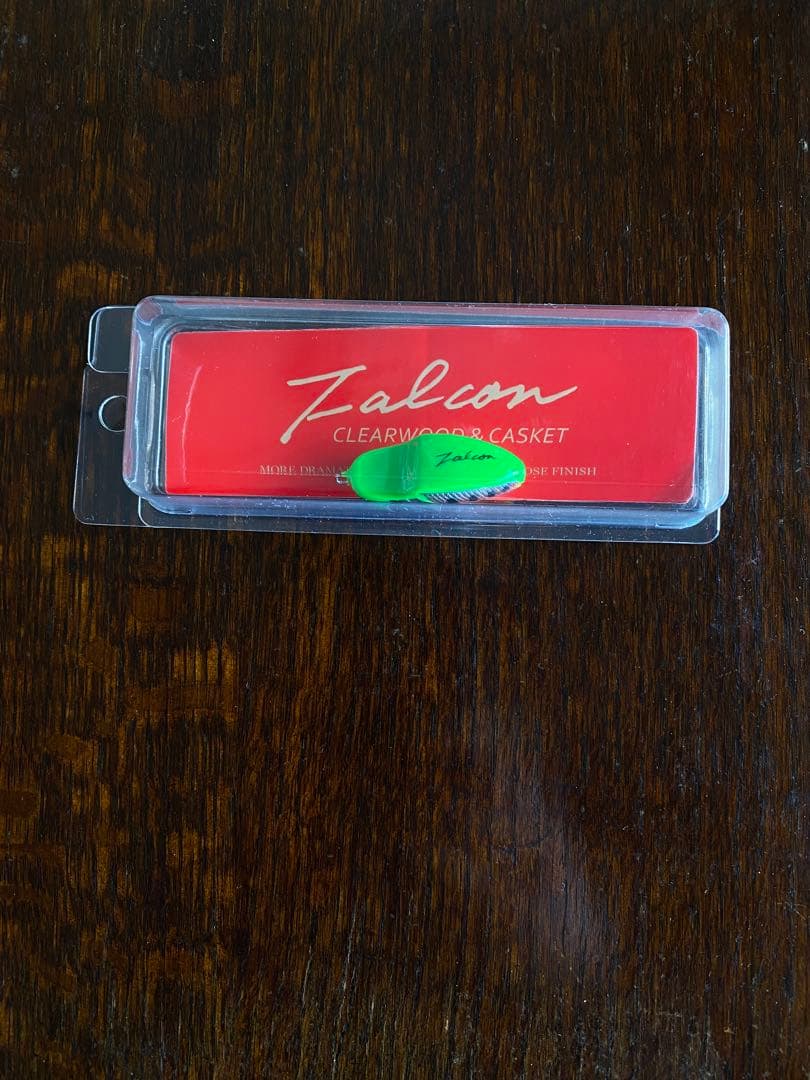 Falcon
CLEARWOOD & CASKET
Falcon
MORE DRAMA OSE FINISH